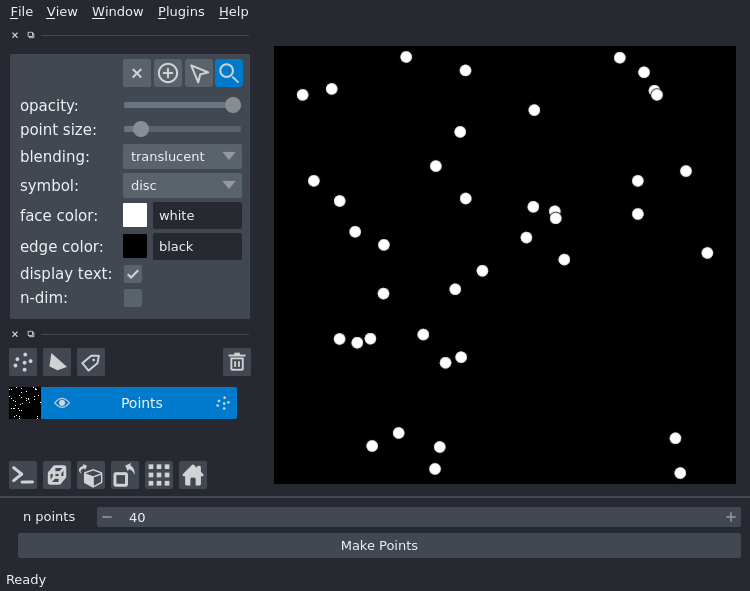 File View Window Plugins Help
opacity:
point size:
blending: translucent
symbol: disc
face color: white
edge color: black
display text:
n-dim:
Points
n points 40
Make Points
Ready